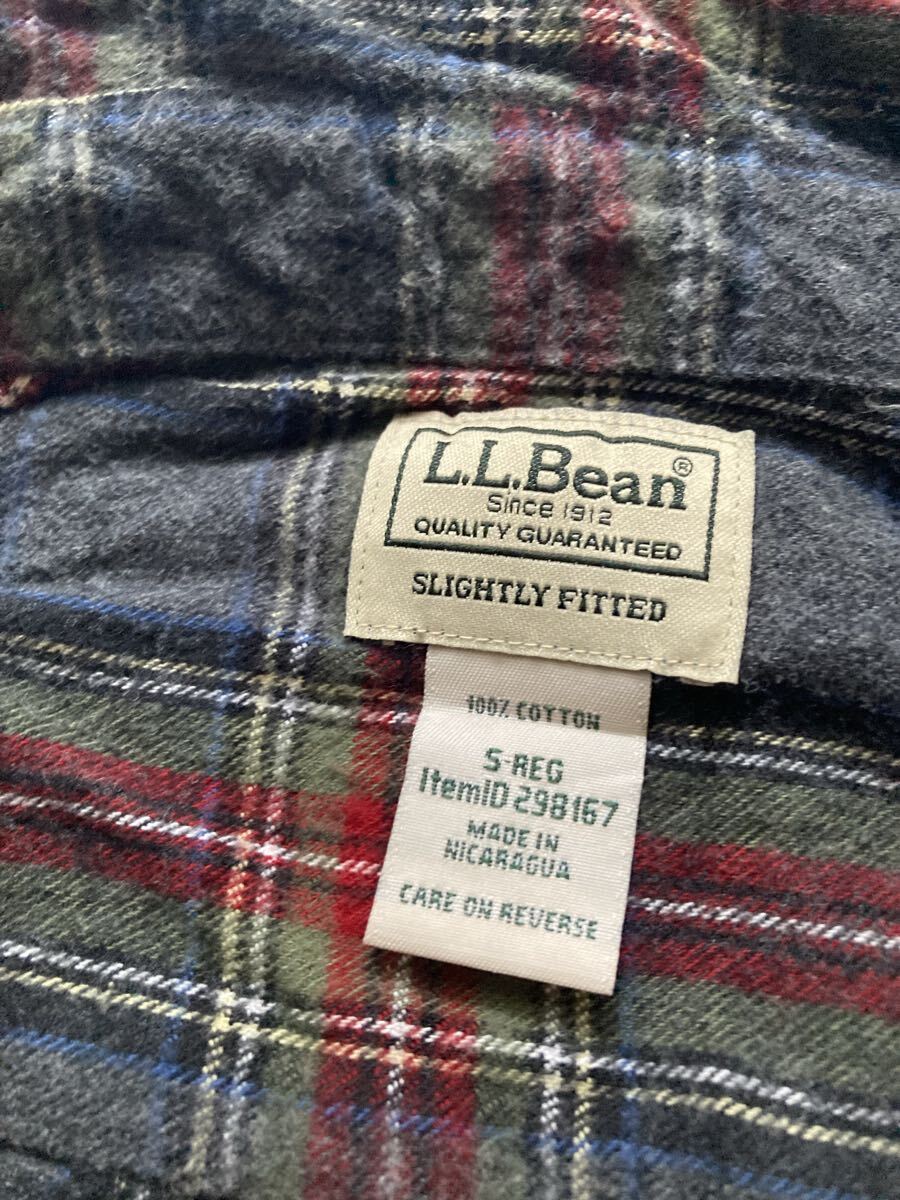 L.L.Bean®
Since 1912
QUALITY GUARANTEED
SLIGHTLY FITTED
100% COTTON
S-REG
ItemID 298167
MADE IN
NICARAGUA
CARE ON REVERSE